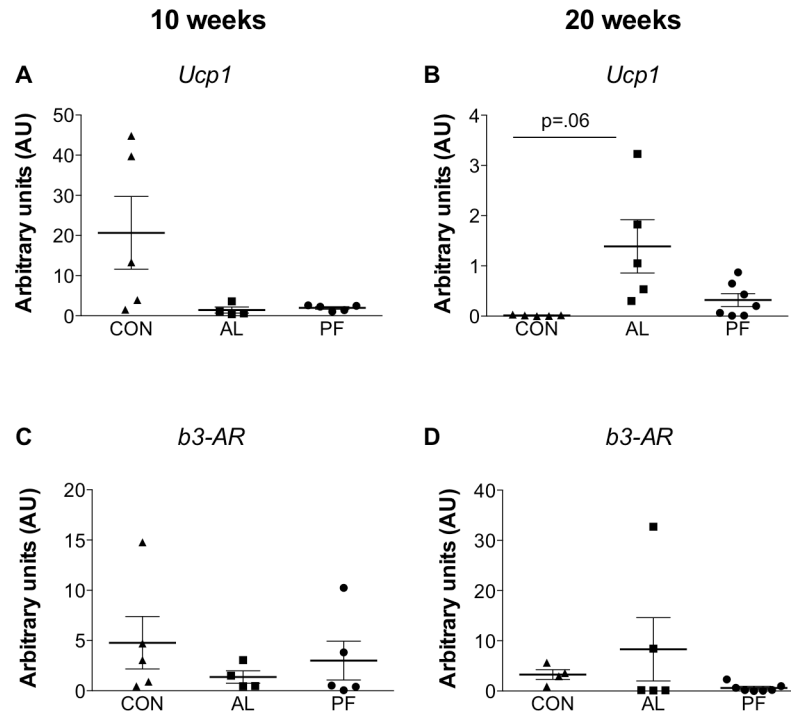 10 weeks
20 weeks
A
Ucp1
B
Ucp1
Arbitrary units (AU)
50
40
30
20
10
0
CON
AL
PF
Arbitrary units (AU)
4
3
2
1
0
p=.06
CON
AL
PF
C
b3-AR
D
b3-AR
Arbitrary units (AU)
20
15
10
5
0
CON
AL
PF
Arbitrary units (AU)
40
30
20
10
0
CON
AL
PF